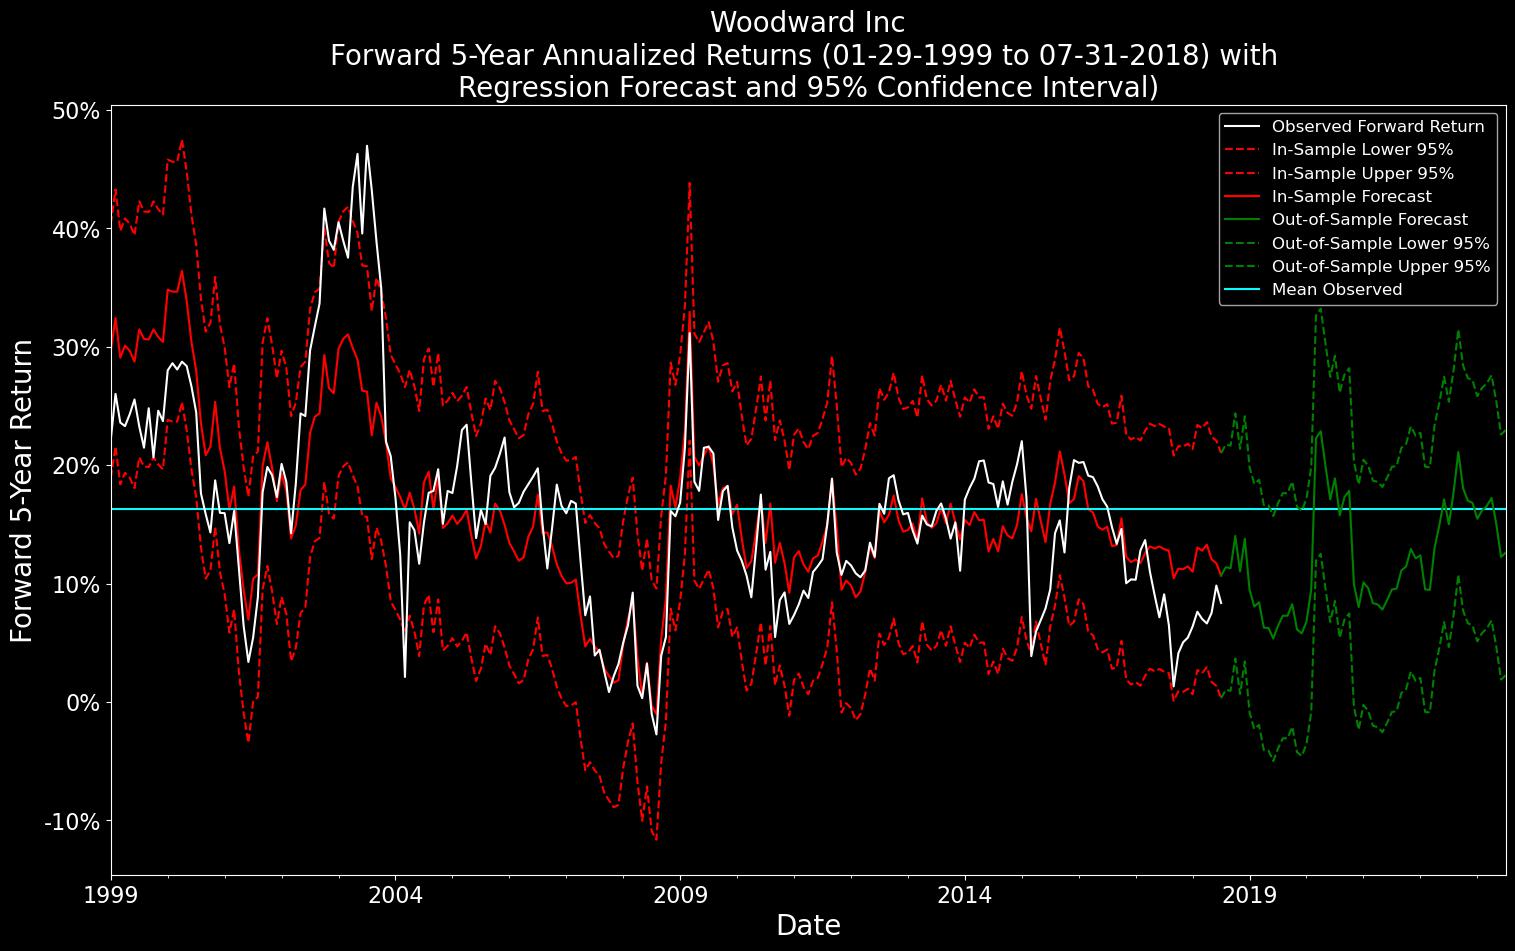 Woodward Inc
Forward 5-Year Annualized Returns (01-29-1999 to 07-31-2018) with
Regression Forecast and 95% Confidence Interval)
Forward 5-Year Return
50%
40%
30%
20%
10%
0%
-10%
Observed Forward Return
In-Sample Lower 95%
In-Sample Upper 95%
In-Sample Forecast
Out-of-Sample Forecast
Out-of-Sample Lower 95%
Out-of-Sample Upper 95%
Mean Observed
1999 2004 2009 2014 2019
Date